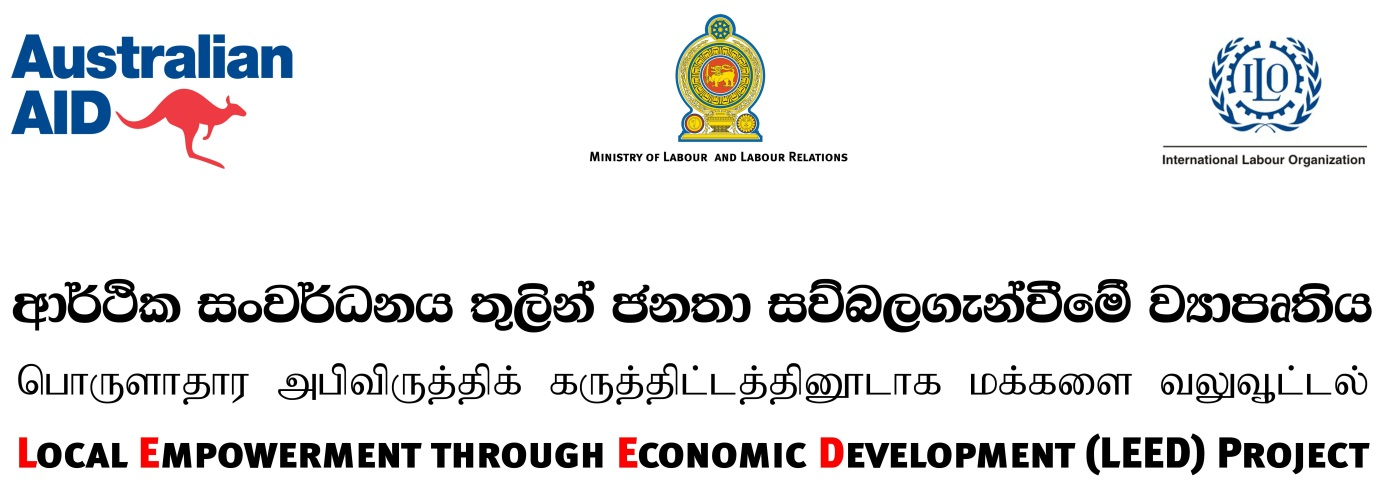 Australian
AID
MINISTRY OF LABOUR AND LABOUR RELATIONS
ILO
International Labour Organization
ආර්ථික සංවර්ධනය තුලින් ජනතා සව්බලගැන්වීමේ ව්‍යාපෘතිය
பொருளாதார அபிவிருத்திக் கருத்திட்டத்தினூடாக மக்களை வலுவூட்டல்
LOCAL EMPOWERMENT THROUGH ECONOMIC DEVELOPMENT (LEED) PROJECT